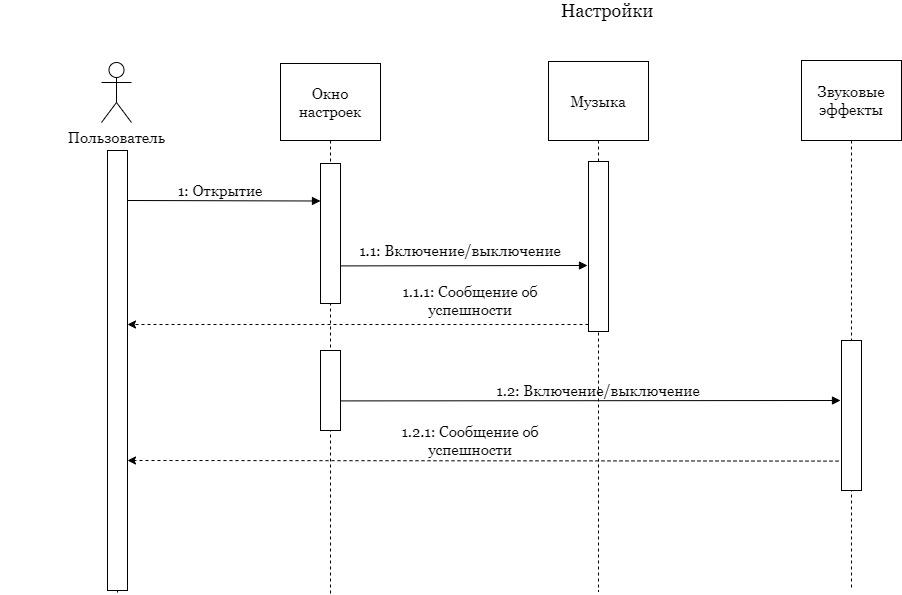 Настройки
Пользователь
Окно
настроек
Музыка
Звуковые
эффекты
1: Открытие
1.1: Включение/выключение
1.1.1: Сообщение об
успешности
1.2: Включение/выключение
1.2.1: Сообщение об
успешности